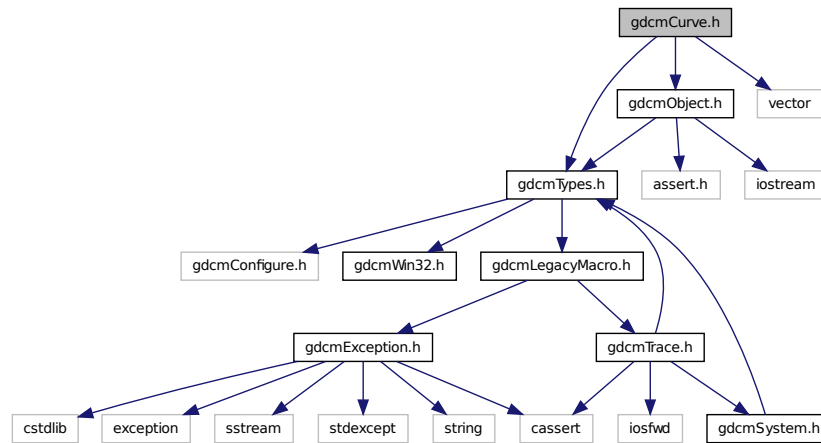 gdcmCurve.h
gdcmObject.h
vector
gdcmTypes.h
assert.h
iostream
gdcmConfigure.h
gdcmWin32.h
gdcmLegacyMacro.h
gdcmException.h
gdcmTrace.h
cstdlib
exception
sstream
stdexcept
string
cassert
iosfwd
gdcmSystem.h